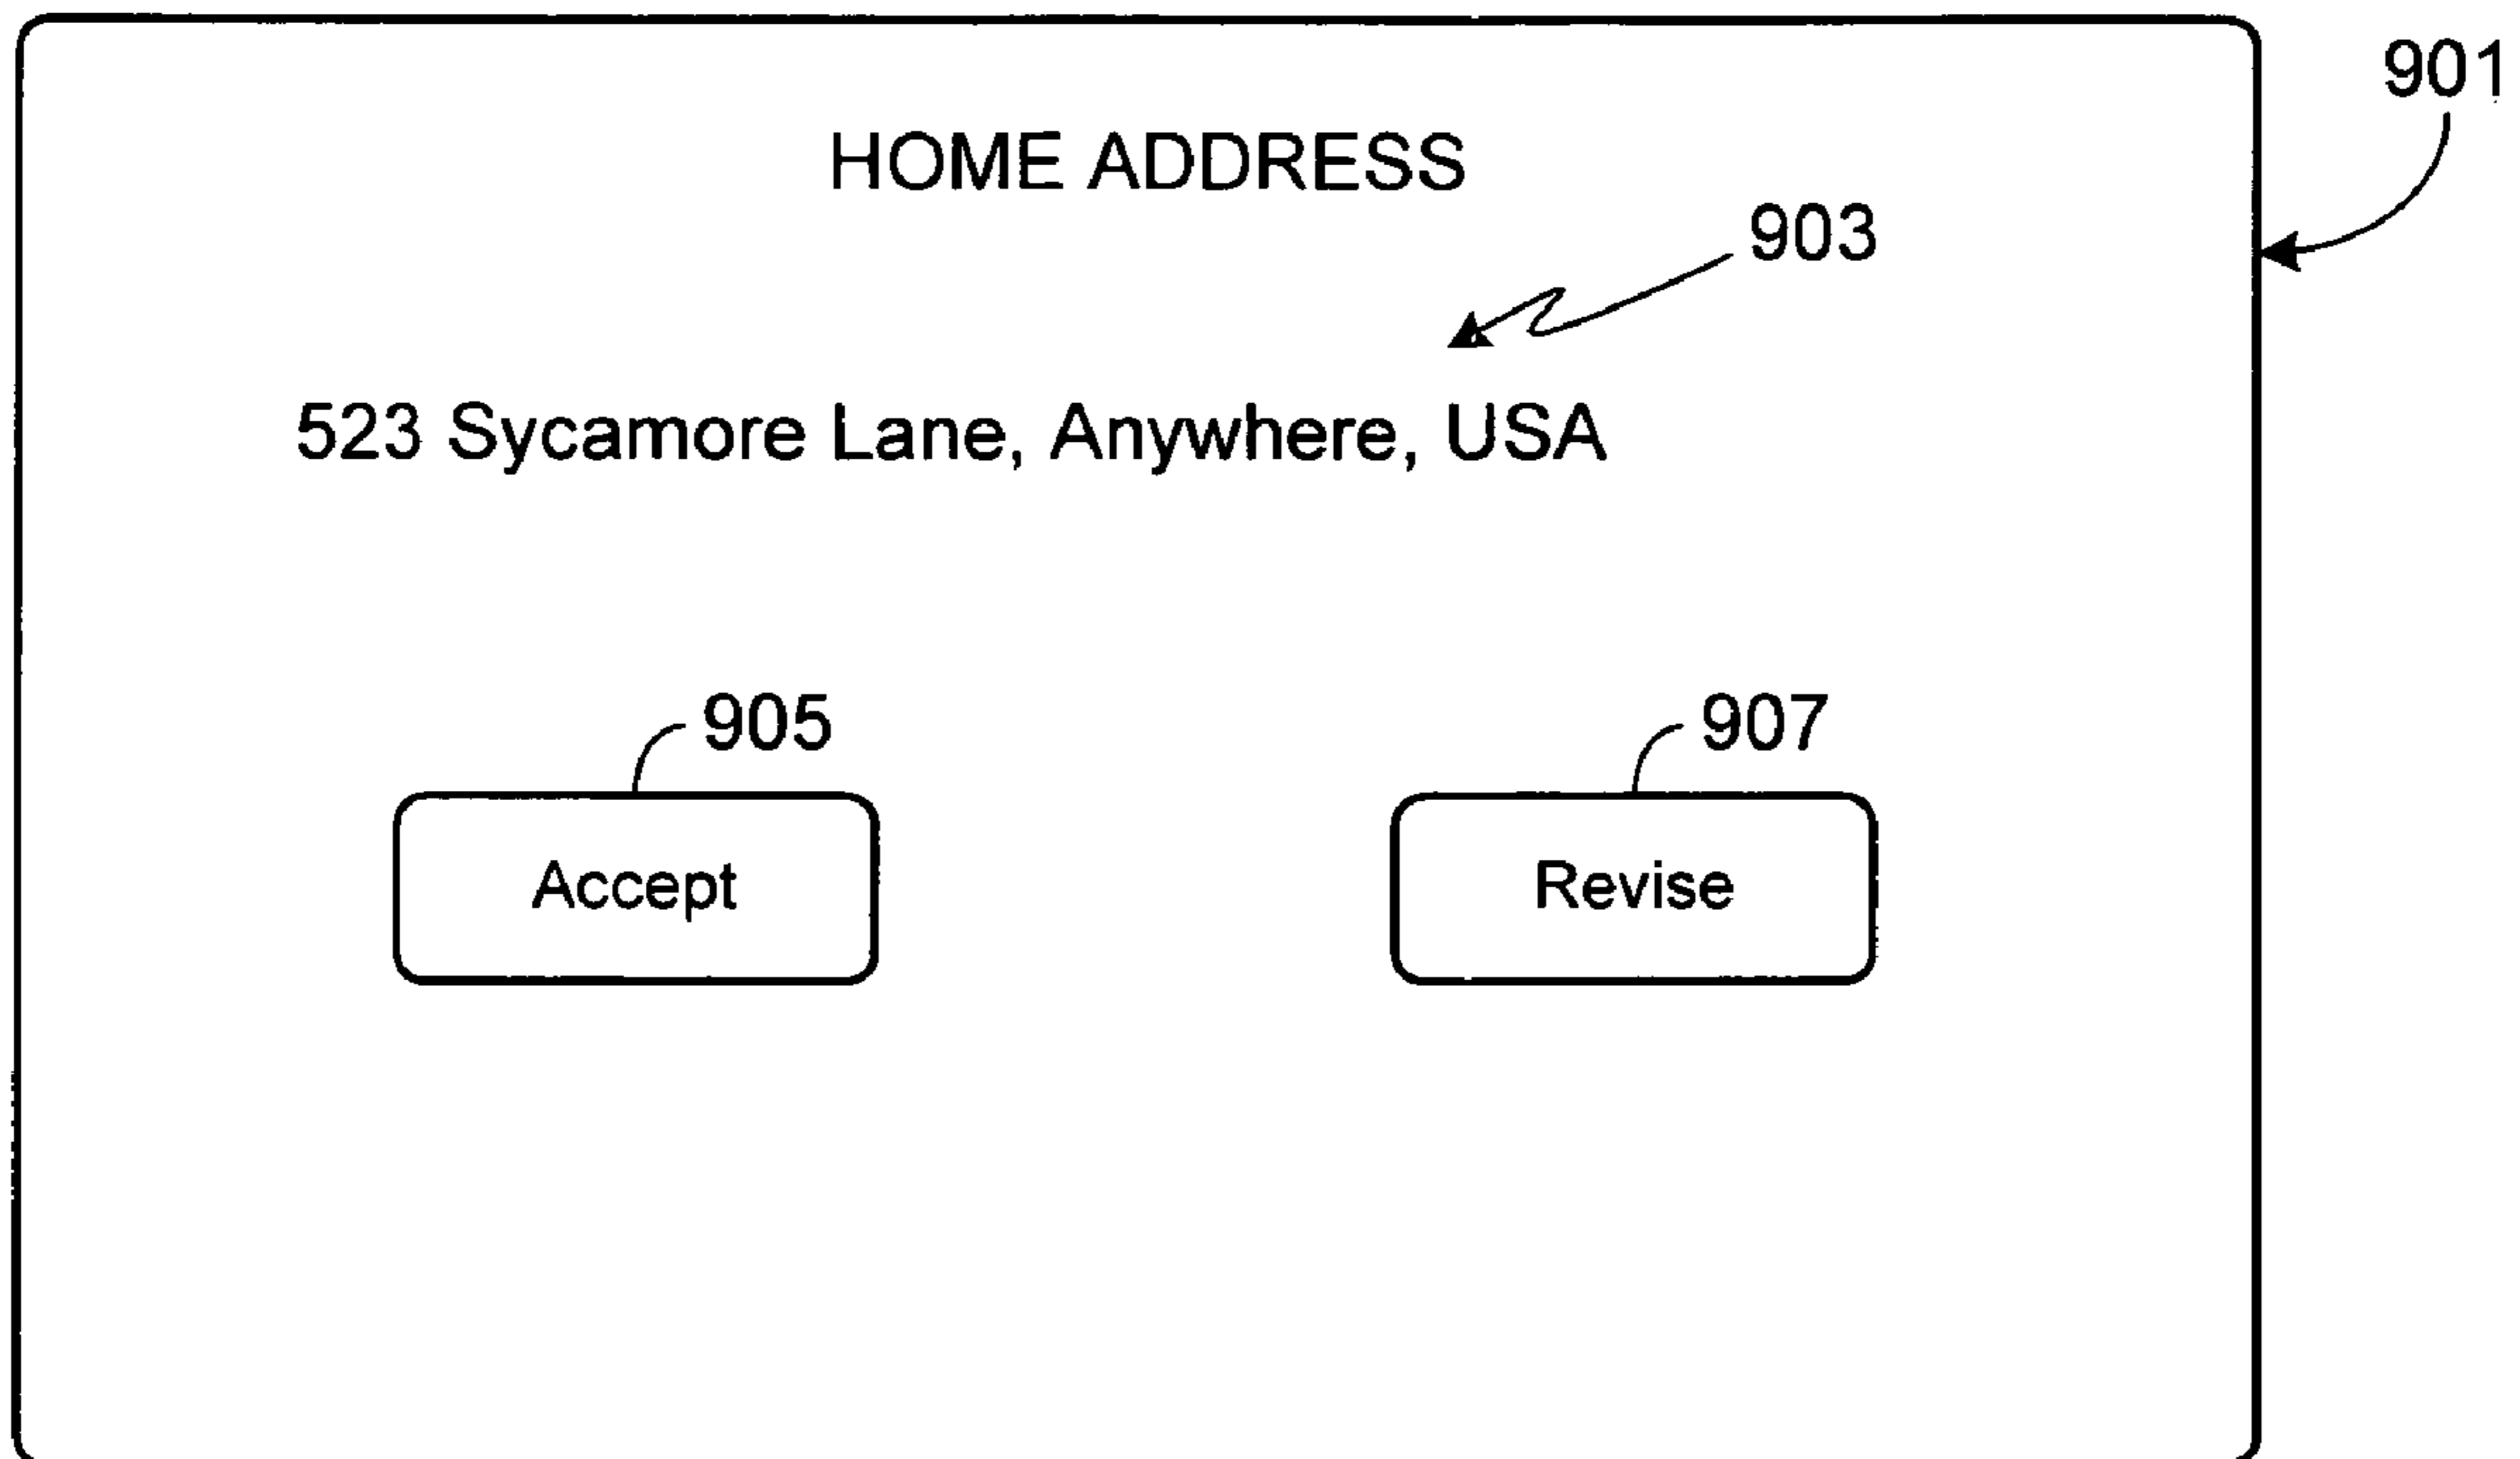 901
HOME ADDRESS
903
523 Sycamore Lane, Anywhere, USA
905
907
Accept
Revise